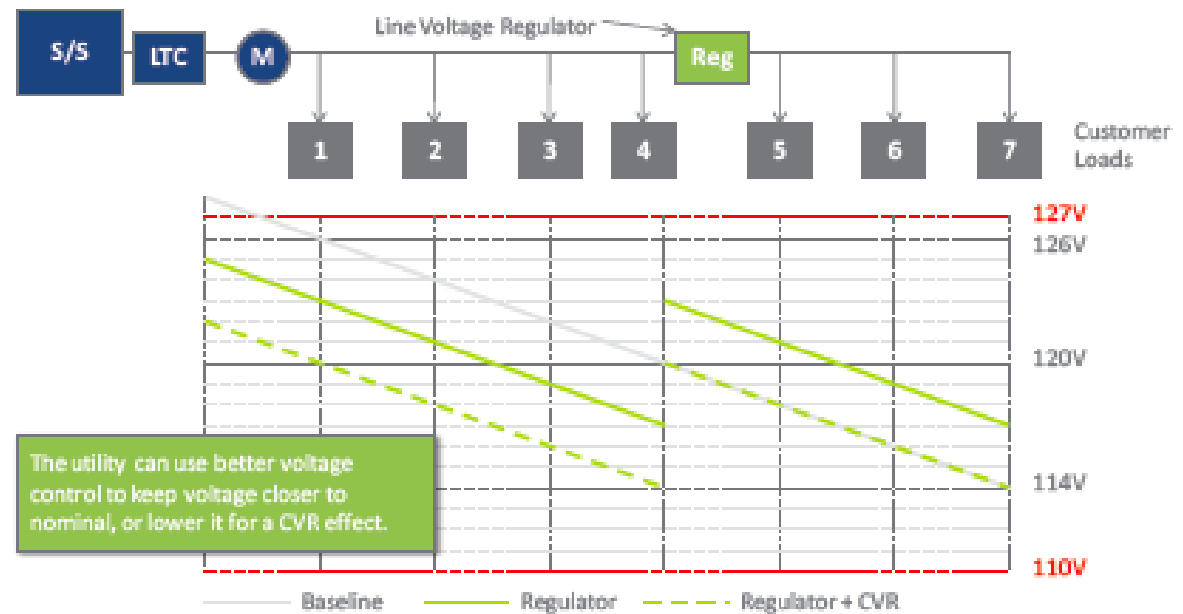 S/S
LTC
M
Line Voltage Regulator
Reg
1
2
3
4
5
6
7
Customer
Loads
127V
126V
120V
114V
110V
The utility can use better voltage
control to keep voltage closer to
nominal, or lower it for a CVR effect.
Baseline
Regulator
Regulator + CVR